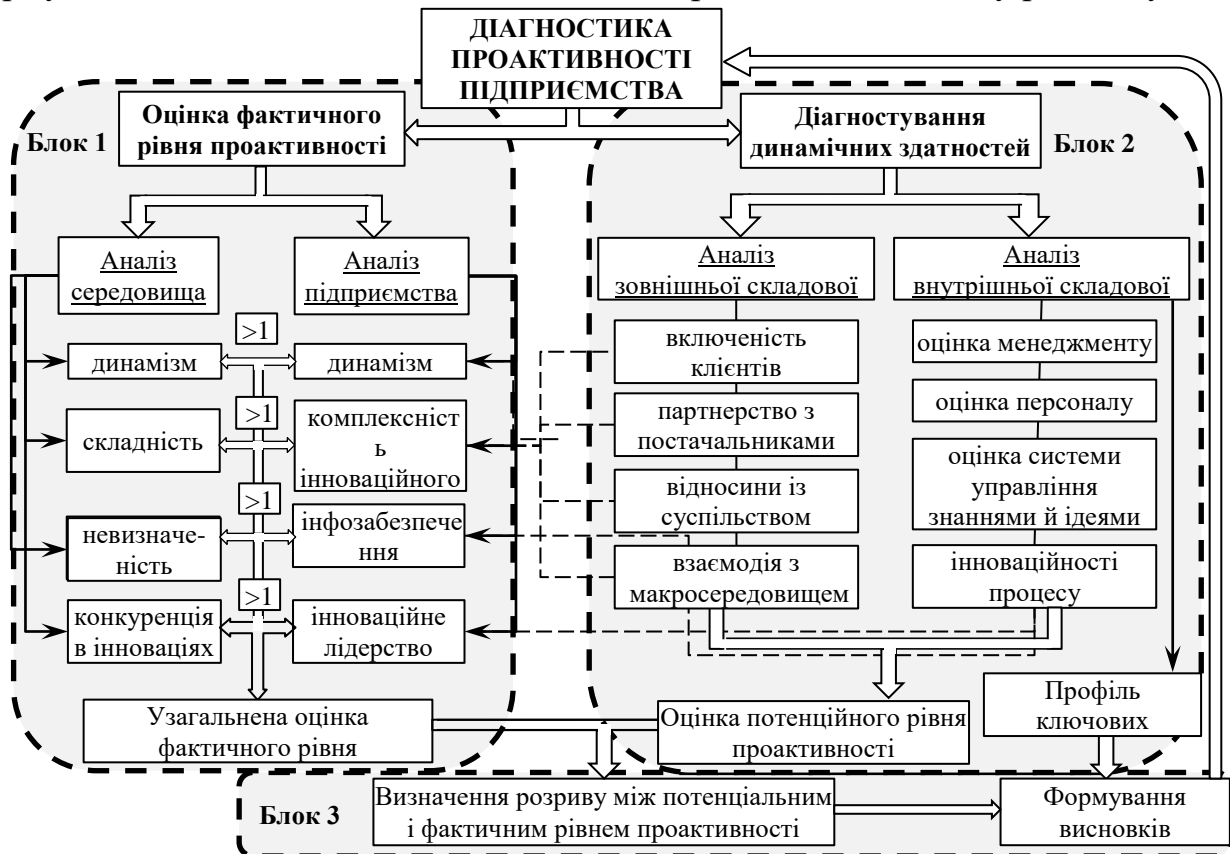 ДІАГНОСТИКА
ПРОАКТИВНОСТІ
ПІДПРИЄМСТВА
Блок 1
Оцінка фактичного
рівня проактивності
Діагностування
динамічних здатностей
Блок 2
Аналіз
середовища
Аналіз
підприємства
Аналіз
зовнішньої складової
Аналіз
внутрішньої складової
>1
динамізм
динамізм
>1
складність
комплексніст
ь
інноваційного
>1
невизначе-
ність
інфозабезпече
ення
>1
конкуренція
в інноваціях
інноваційне
лідерство
включеність
клієнтів
партнерство з
постачальниками
відносини із
суспільством
взаємодія з
макросередовищем
оцінка менеджменту
оцінка персоналу
оцінка системи
управління
знаннями й ідеями
інноваційності
процесу
Узагальнена оцінка
фактичного рівня
Оцінка потенційного рівня
проактивності
Профіль
ключових
Блок 3
Визначення розриву між потенціальним
і фактичним рівнем проактивності
Формування
висновків